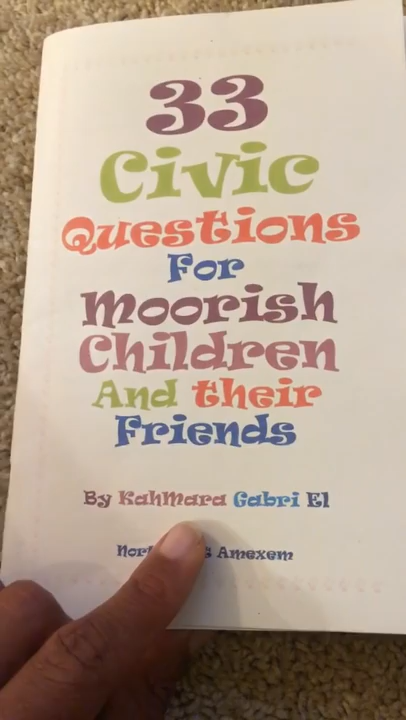 33
Civic
Questions
For
Moorish
Children
And their
Friends
By KahMara Gabri El
Amexem